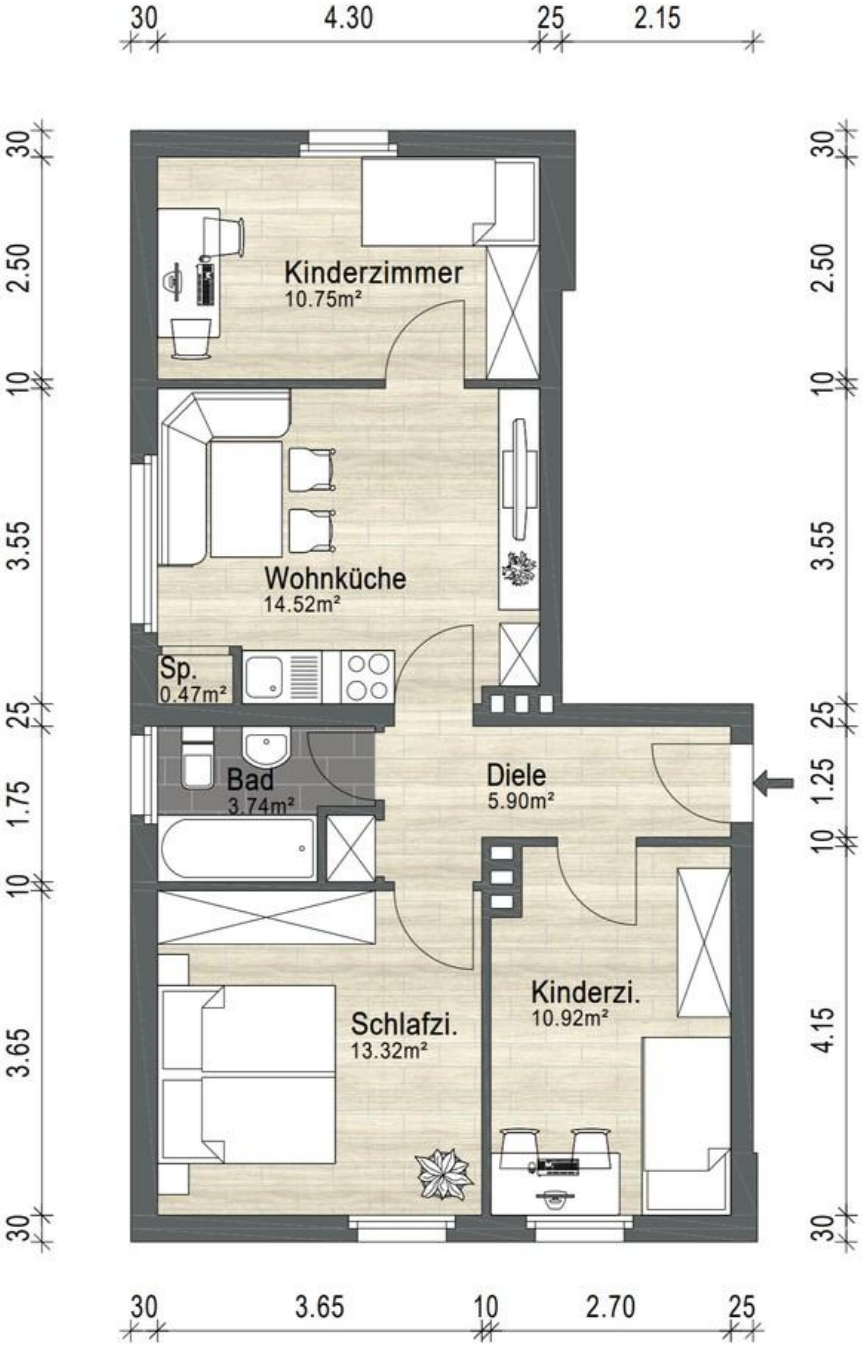 30 4.30 25 2.15
30
2.50
10
3.55
25
1.75
10
3.65
30
Kinderzimmer
10.75m²
Wohnküche
14.52m²
Sp.
0.47m²
Bad
3.74m²
Diele
5.90m²
Schlafzi.
13.32m²
Kinderzi.
10.92m²
30
2.50
10
3.55
25
1.25
10
4.15
30
30 3.65 10 2.70 25